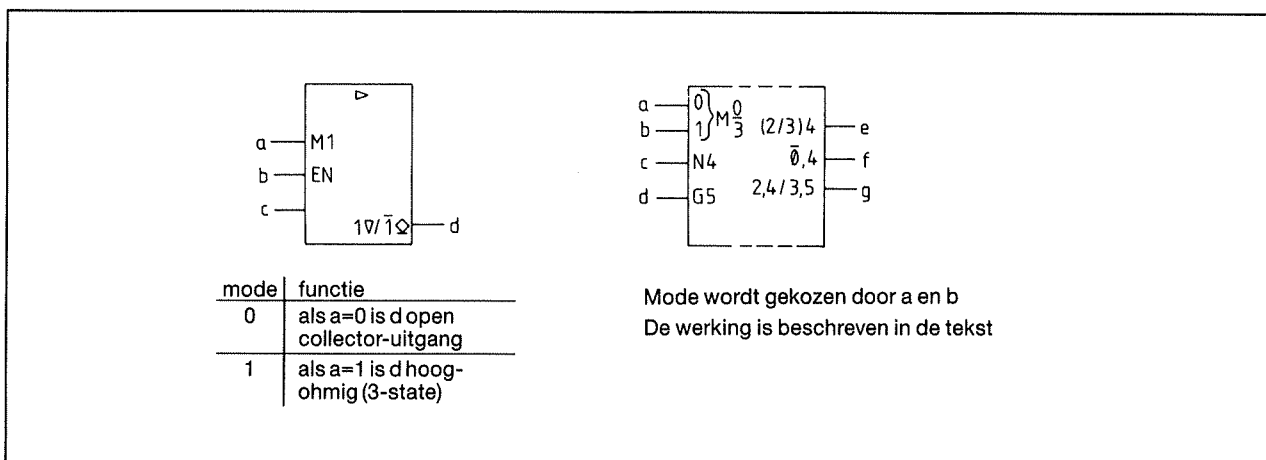 ▷
a M1
b EN
c
1▽/1̅◇̲ d
a 0
b 1 } M 0/3
(2/3)4 e
c N4
0̅,4 f
d G5
2,4/3,5 g
mode functie
0 als a=0 is d open
collector-uitgang
1 als a=1 is d hoog-
ohmig (3-state)
Mode wordt gekozen door a en b
De werking is beschreven in de tekst